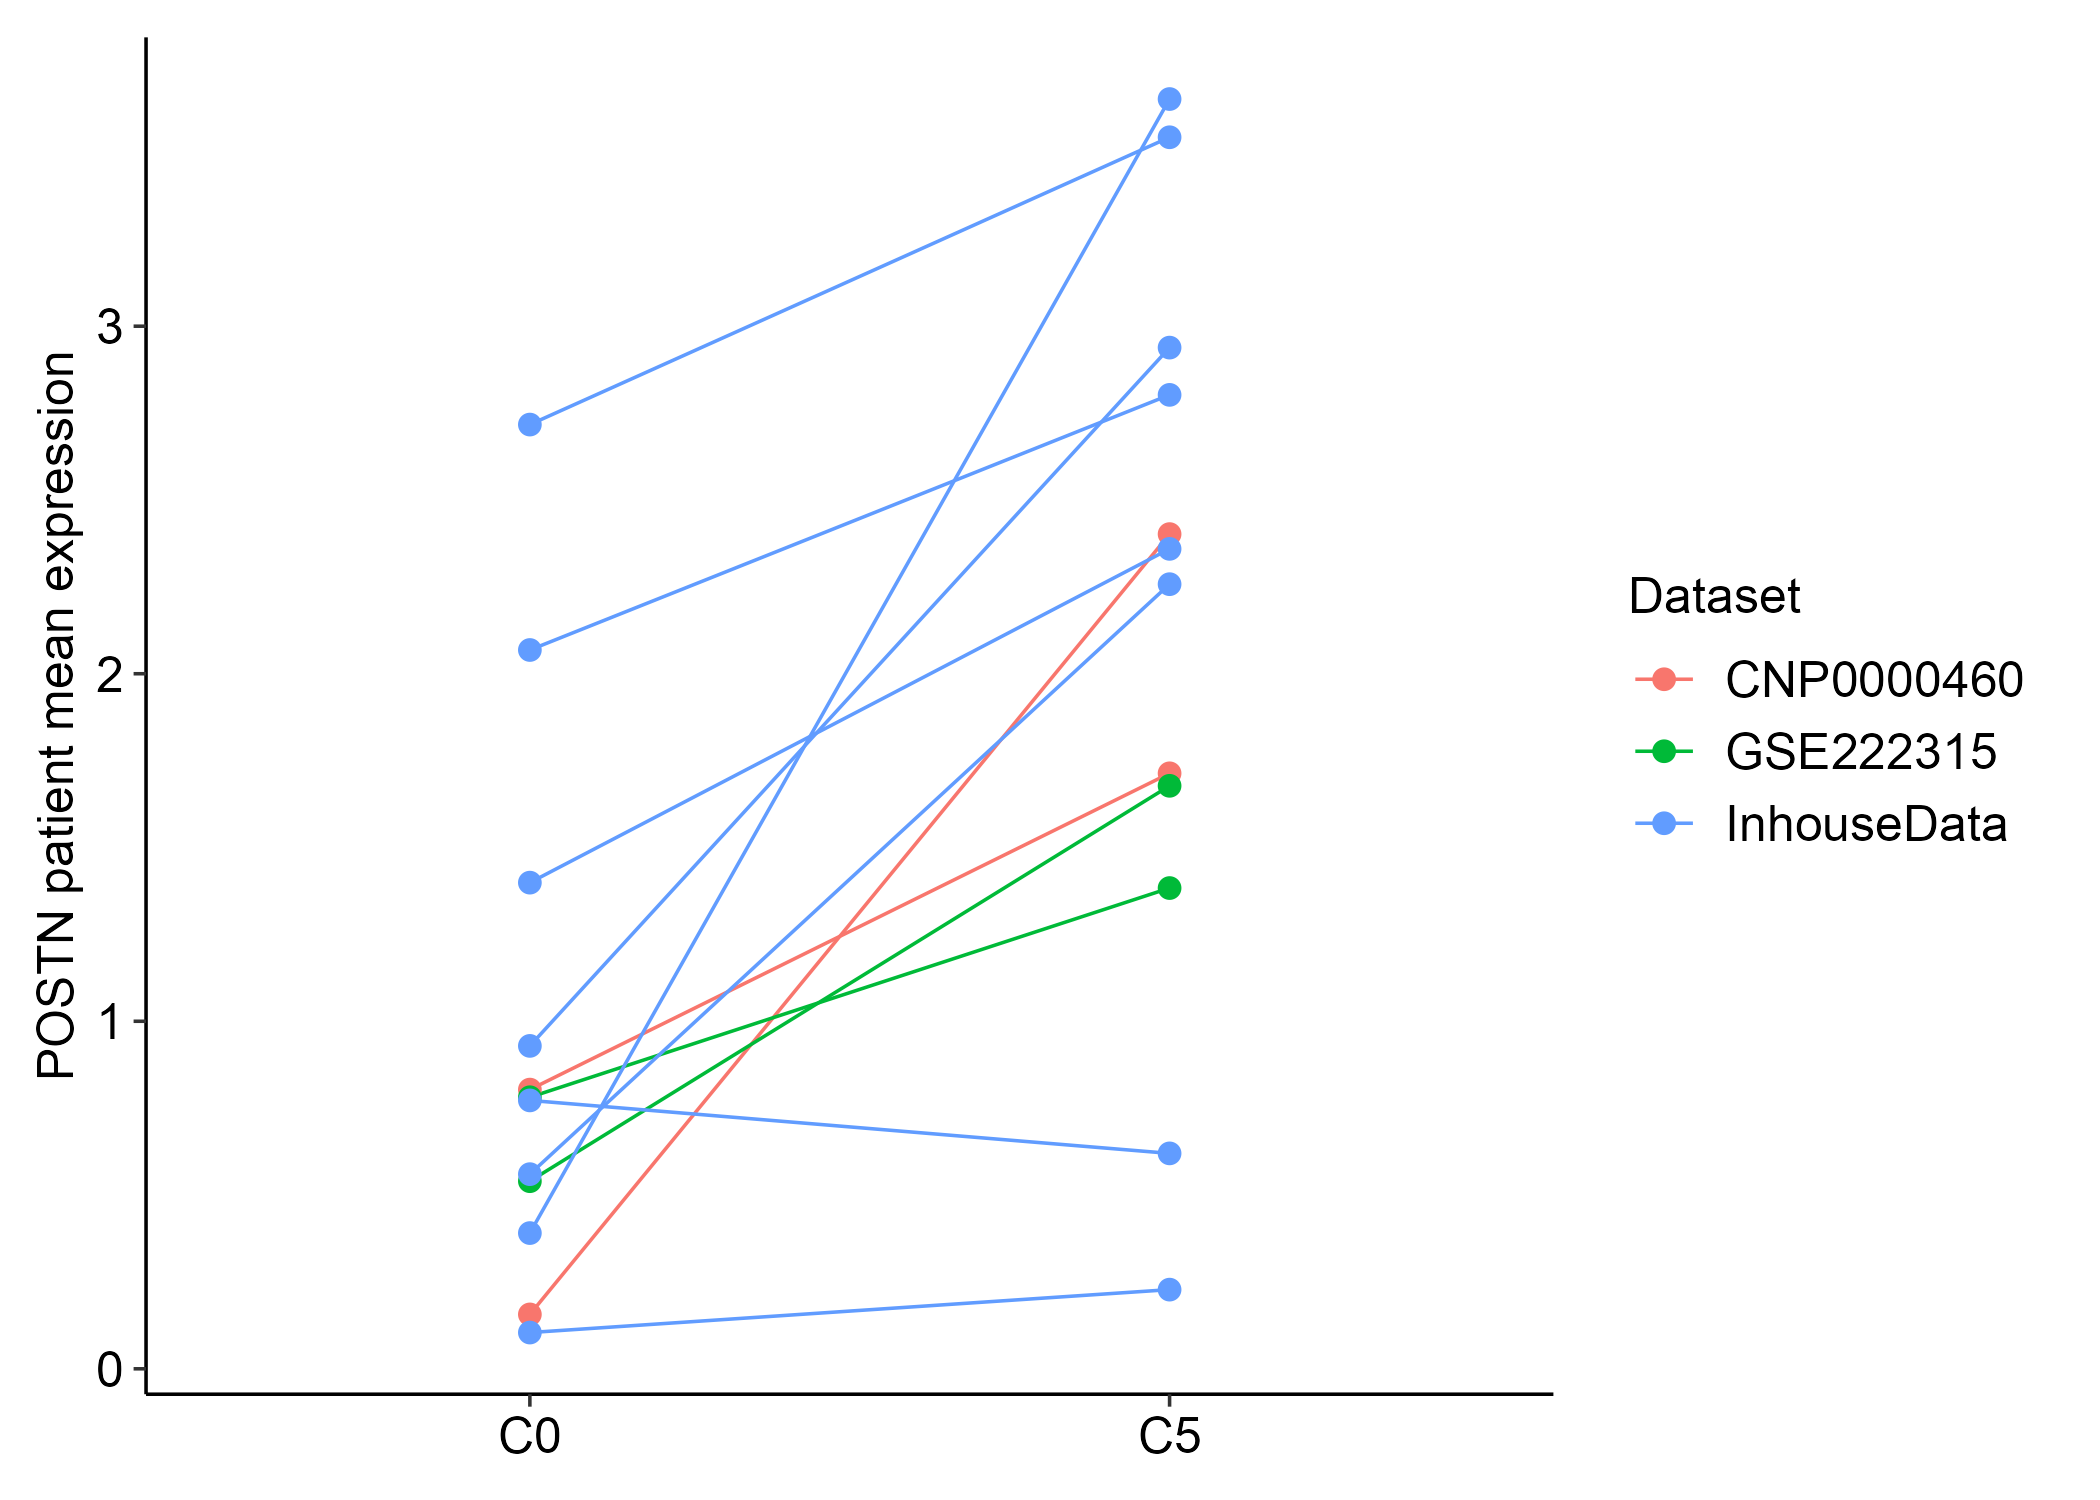 POSTN patient mean expression
3
2
1
0
C0
C5
Dataset
CNP0000460
GSE222315
InhouseData